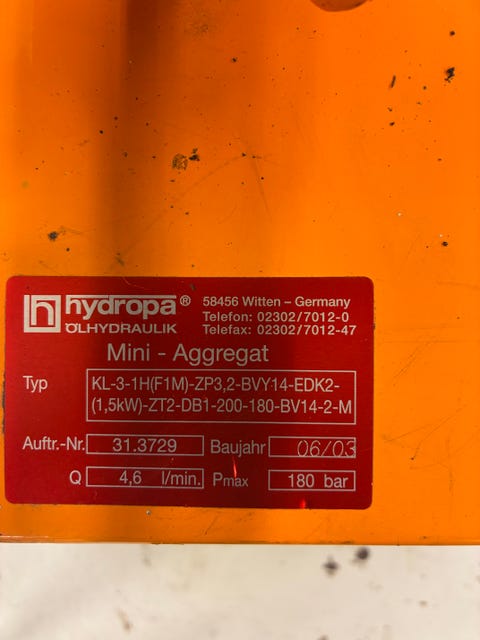 hydropa®
ÖLHYDRAULIK
58456 Witten – Germany
Telefon: 02302/7012-0
Telefax: 02302/7012-47
Mini - Aggregat
Typ KL-3-1H(F1M)-ZP3,2-BVY14-EDK2-
(1,5kW)-ZT2-DB1-200-180-BV14-2-M
Auftr.-Nr. 31.3729 Baujahr 06/03
Q 4,6 l/min. Pmax 180 bar